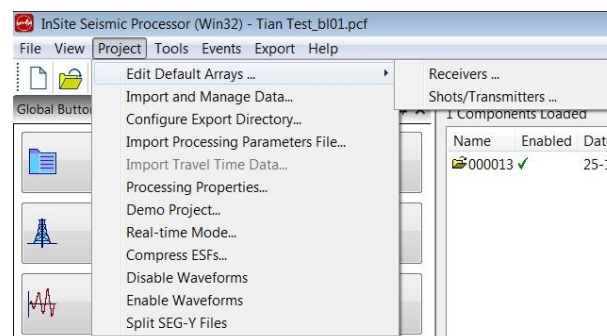 InSite Seismic Processor (Win32) - Tian Test_bl01.pcf
File View Project Tools Events Export Help
Edit Default Arrays ...
Receivers ...
Shots/Transmitters ...
Global Butto
1 Components Loaded
Import and Manage Data...
Configure Export Directory...
Import Processing Parameters File...
Import Travel Time Data...
Processing Properties...
Demo Project...
Real-time Mode...
Compress ESFs...
Disable Waveforms
Enable Waveforms
Split SEG-Y Files
Name Enabled Dat
000013 25-1